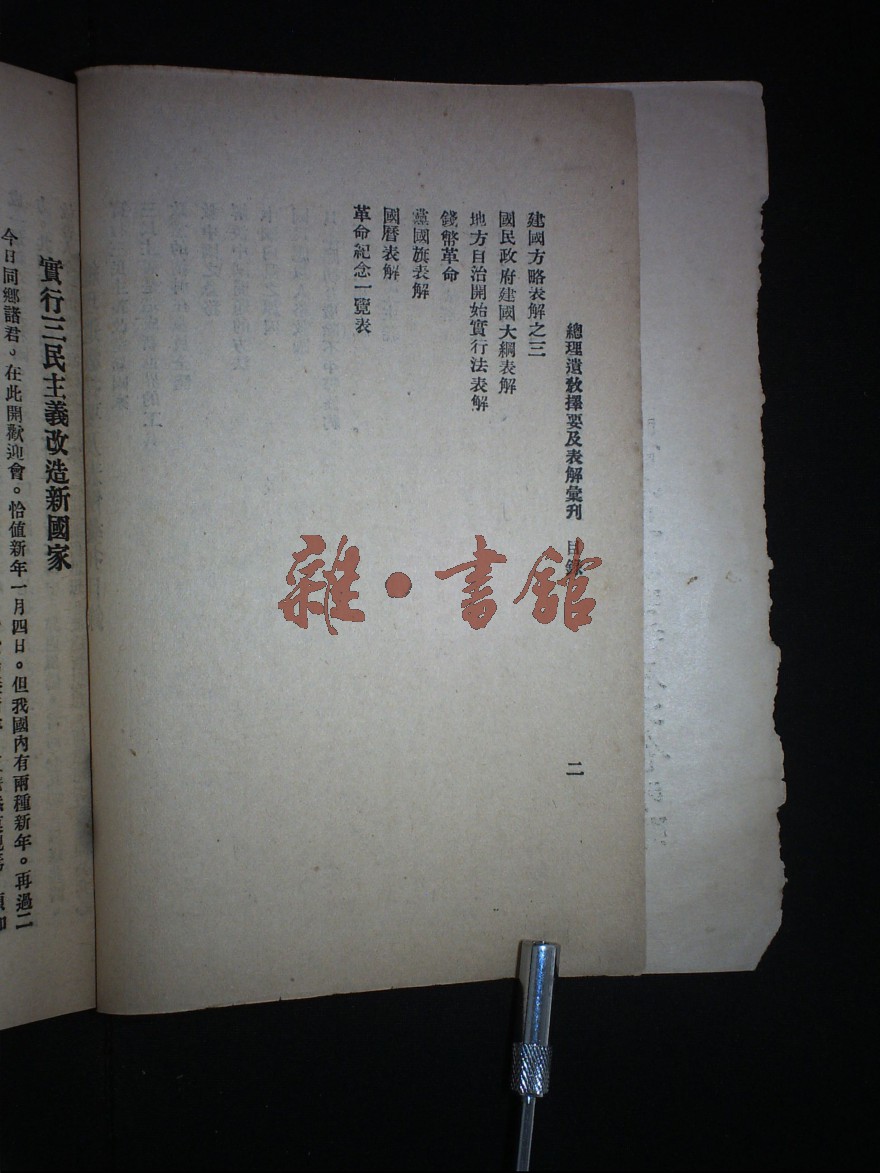 總理遺教擇要及表解彙刊 目錄 二
建國方略表解之三
國民政府建國大綱表解
地方自治開始實行法表解
錢幣革命
黨國旗表解
國曆表解
革命紀念一覽表
實行三民主義改造新國家
今日同鄉諸君。在此開歡迎會。恰值新年一月四日。但我國內有兩種新年。再過二
雜·書館